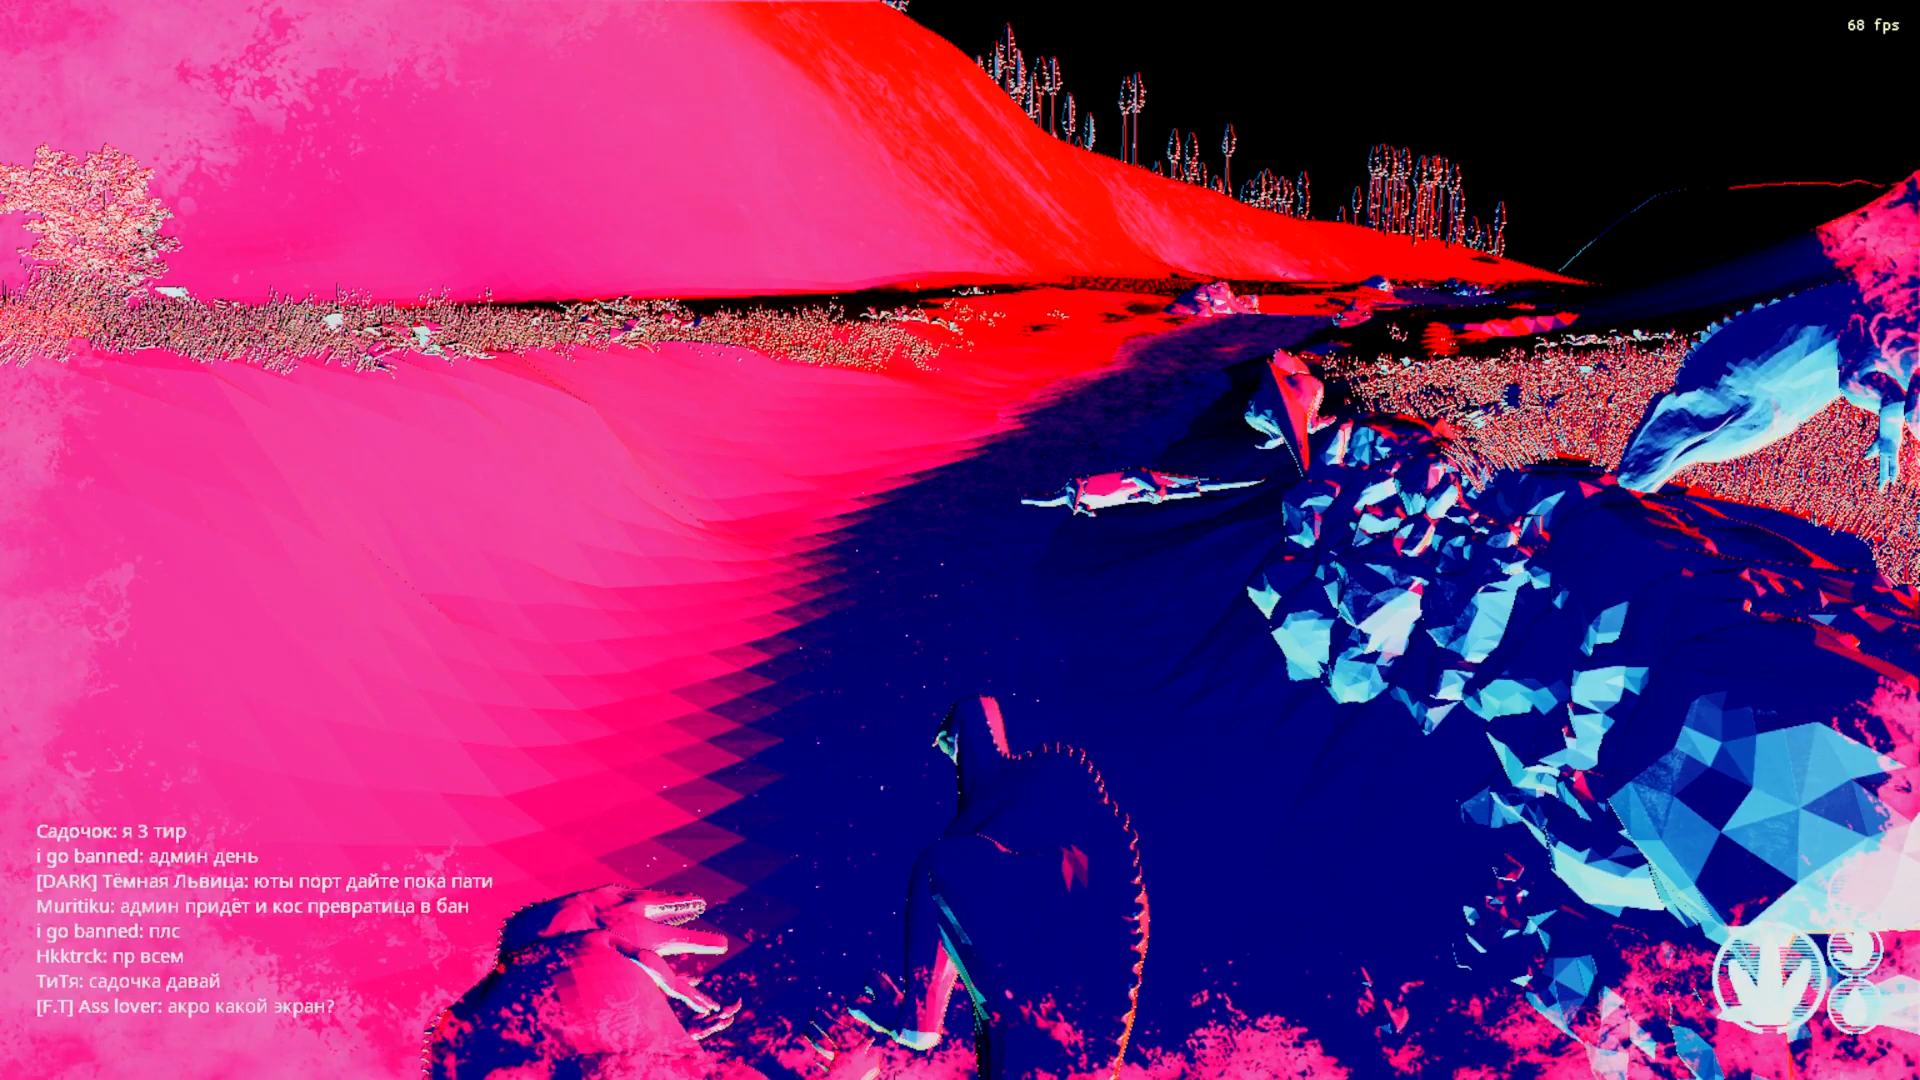 68 fps
Садочок: я 3 тир
i go banned: админ день
[DARK] Тёмная Львица: юты порт дайте пока пати
Muritiku: админ придёт и кос превратица в бан
i go banned: плс
Hkktrck: пр всем
ТиТя: садочка давай
[F.T] Ass lover: акро какой экран?